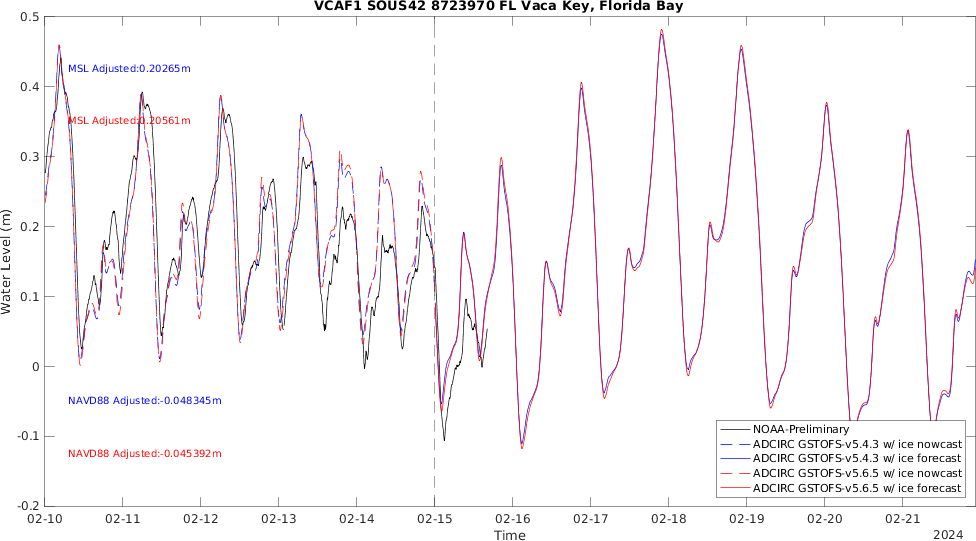 VCAF1 SOUS42 8723970 FL Vaca Key, Florida Bay
0.5
0.4
0.3
0.2
0.1
0
-0.1
-0.2
Water Level (m)
MSL Adjusted:0.20265m
MSL Adjusted:0.20561m
NAVD88 Adjusted:-0.048345m
NAVD88 Adjusted:-0.045392m
NOAA-Preliminary
ADCIRC GSTOFS-v5.4.3 w/ ice nowcast
ADCIRC GSTOFS-v5.4.3 w/ ice forecast
ADCIRC GSTOFS-v5.6.5 w/ ice nowcast
ADCIRC GSTOFS-v5.6.5 w/ ice forecast
02-10 02-11 02-12 02-13 02-14 02-15 02-16 02-17 02-18 02-19 02-20 02-21
Time
2024